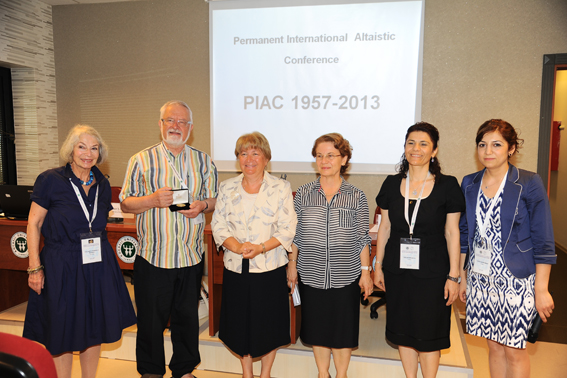 Permanent International Altaistic
Conference
PIAC 1957-2013